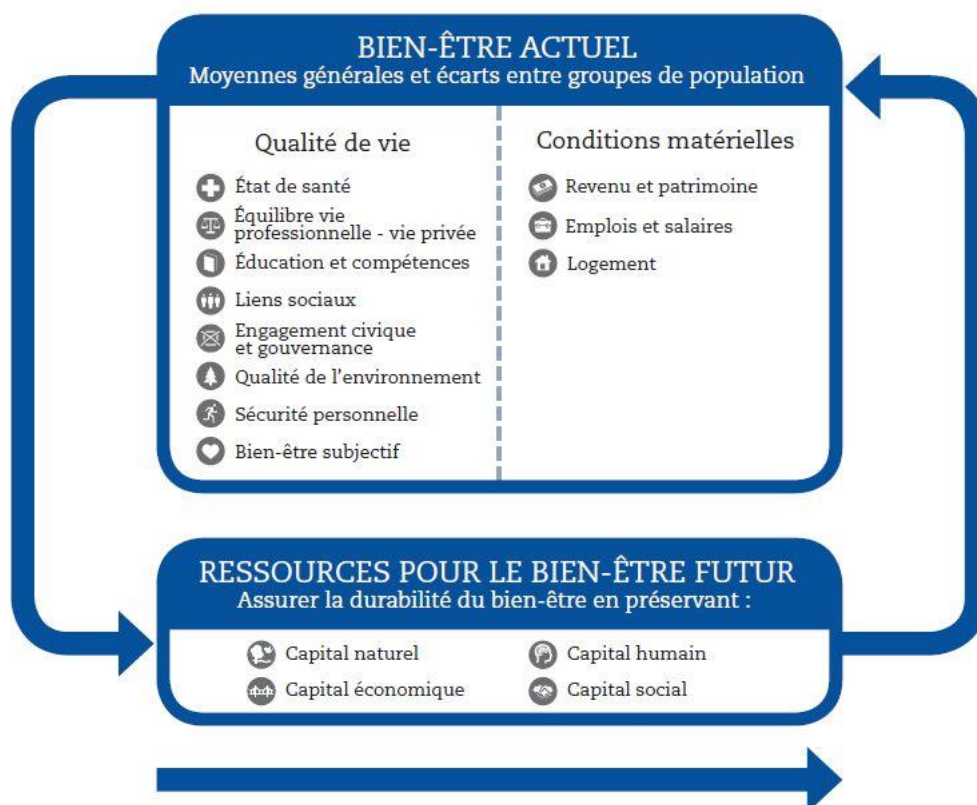 BIEN-ÊTRE ACTUEL
Moyennes générales et écarts entre groupes de population
Qualité de vie
État de santé
Équilibre vie
professionnelle - vie privée
Éducation et compétences
Liens sociaux
Engagement civique
et gouvernance
Qualité de l'environnement
Sécurité personnelle
Bien-être subjectif
Conditions matérielles
Revenu et patrimoine
Emplois et salaires
Logement
RESSOURCES POUR LE BIEN-ÊTRE FUTUR
Assurer la durabilité du bien-être en préservant :
Capital naturel
Capital humain
Capital économique
Capital social